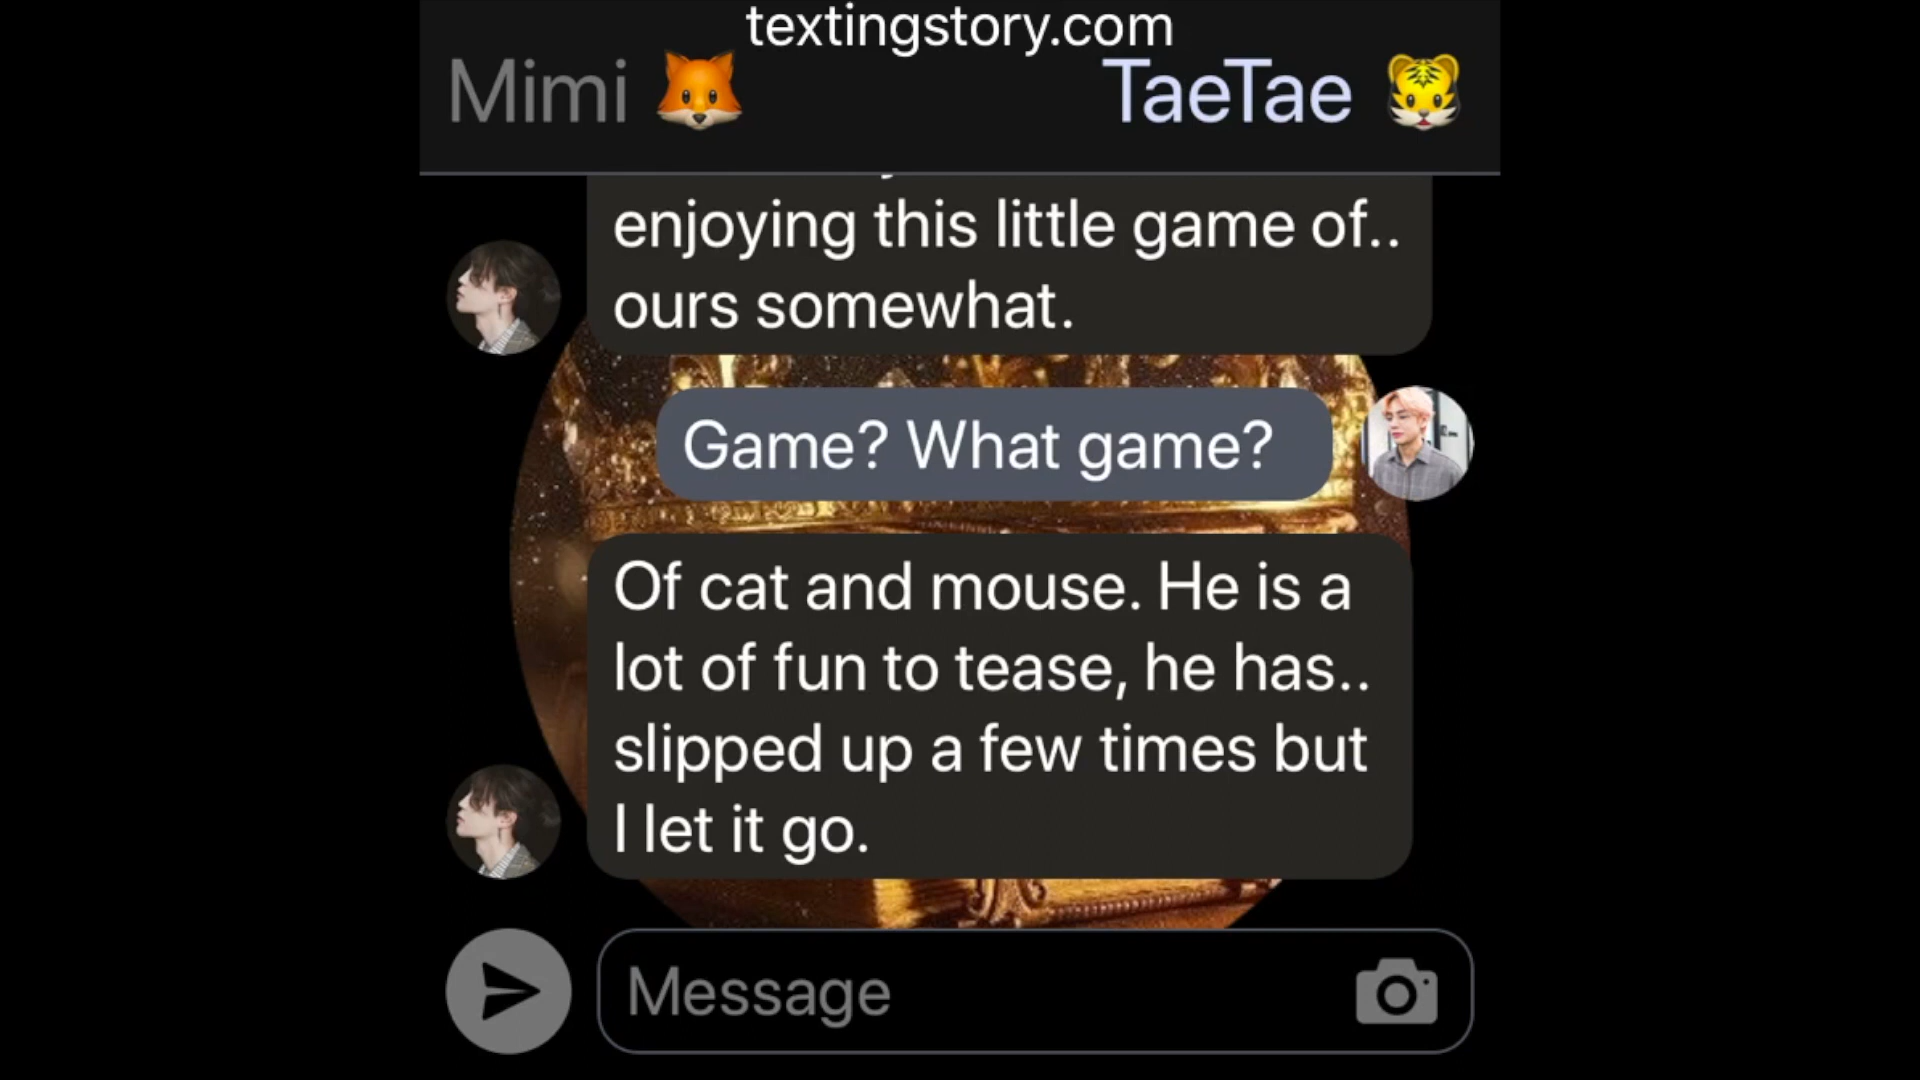 textingstory.com
Mimi 🦊 TaeTae 🐯
enjoying this little game of..
ours somewhat.
Game? What game?
Of cat and mouse. He is a
lot of fun to tease, he has..
slipped up a few times but
I let it go.
Message